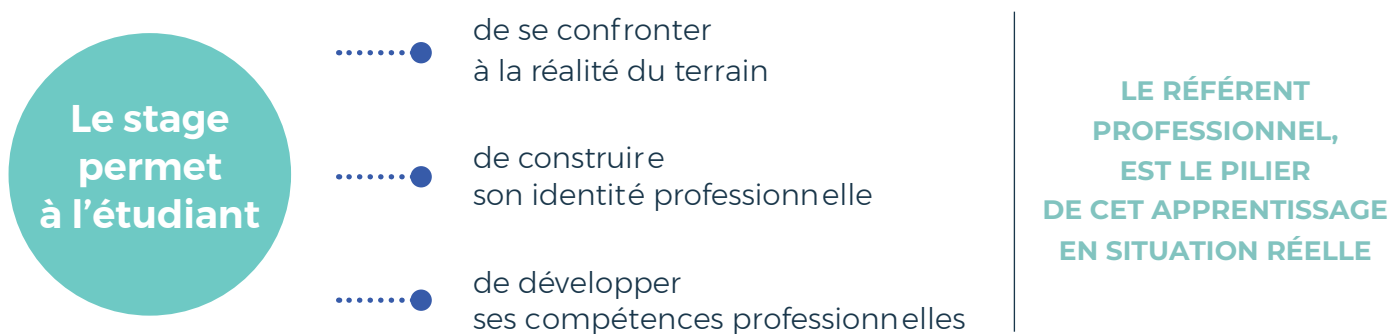 Le stage
permet
à l'étudiant
de se confronter
à la réalité du terrain
de construire
son identité professionnelle
de développer
ses compétences professionnelles
LE RÉFÉRENT
PROFESSIONNEL,
EST LE PILIER
DE CET APPRENTISSAGE
EN SITUATION RÉELLE